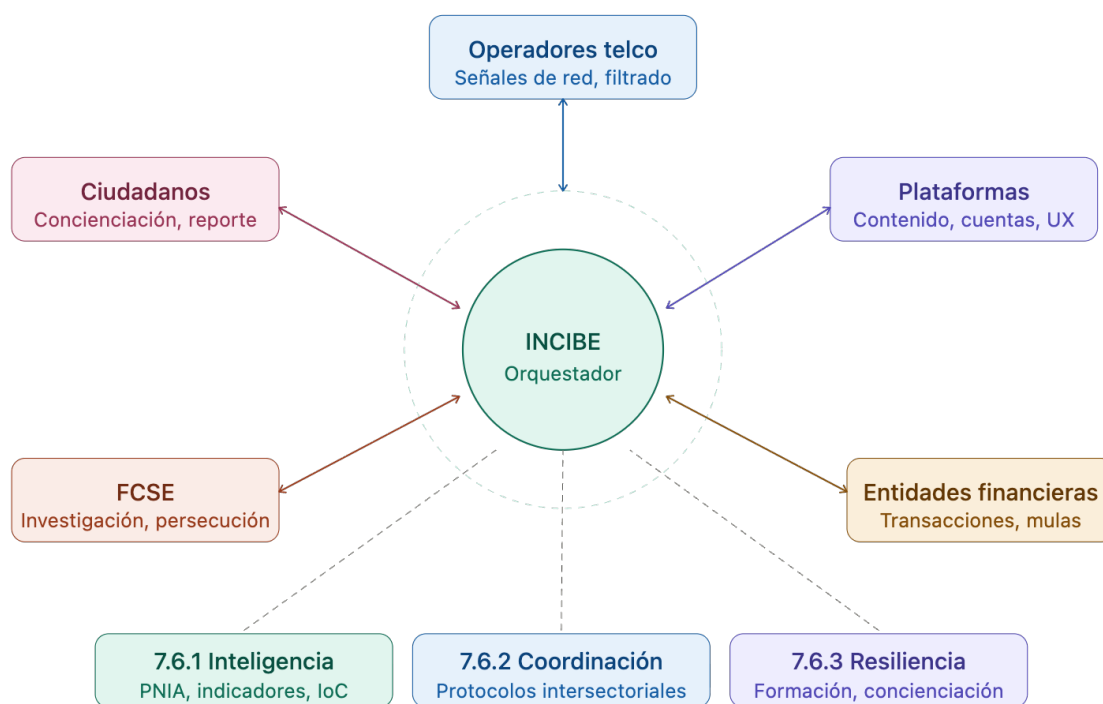 Operadores telco
Señales de red, filtrado
Ciudadanos
Concienciación, reporte
Plataformas
Contenido, cuentas, UX
INCIBE
Orquestador
FCSE
Investigación, persecución
Entidades financieras
Transacciones, mulas
7.6.1 Inteligencia
PNIA, indicadores, IoC
7.6.2 Coordinación
Protocolos intersectoriales
7.6.3 Resiliencia
Formación, concienciación